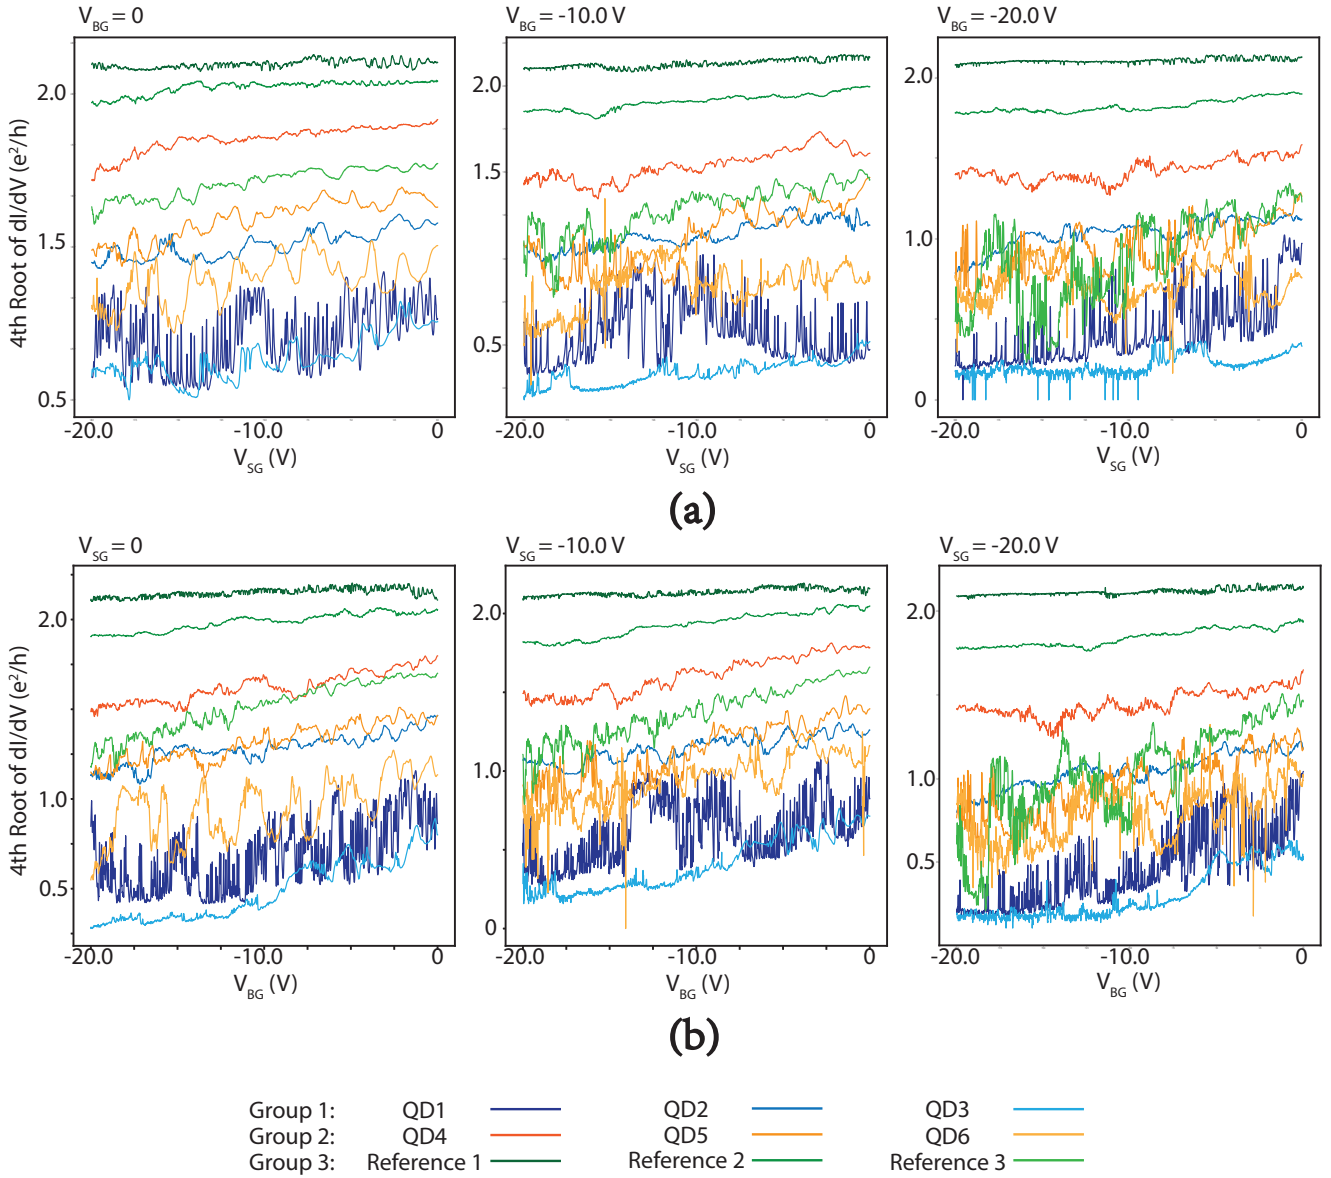 V_BG = 0
V_BG = -10.0 V
V_BG = -20.0 V
4th Root of dI/dV (e²/h)
2.0
1.5
0.5
2.0
1.5
0.5
2.0
1.0
0
-20.0 -10.0 0
-20.0 -10.0 0
-20.0 -10.0 0
V_SG (V)
V_SG (V)
V_SG (V)
(a)
V_SG = 0
V_SG = -10.0 V
V_SG = -20.0 V
4th Root of dI/dV (e²/h)
2.0
1.0
0.5
2.0
1.0
0
2.0
1.0
0.5
-20.0 -10.0 0
-20.0 -10.0 0
-20.0 -10.0 0
V_BG (V)
V_BG (V)
V_BG (V)
(b)
Group 1: QD1 QD2 QD3
Group 2: QD4 QD5 QD6
Group 3: Reference 1 Reference 2 Reference 3